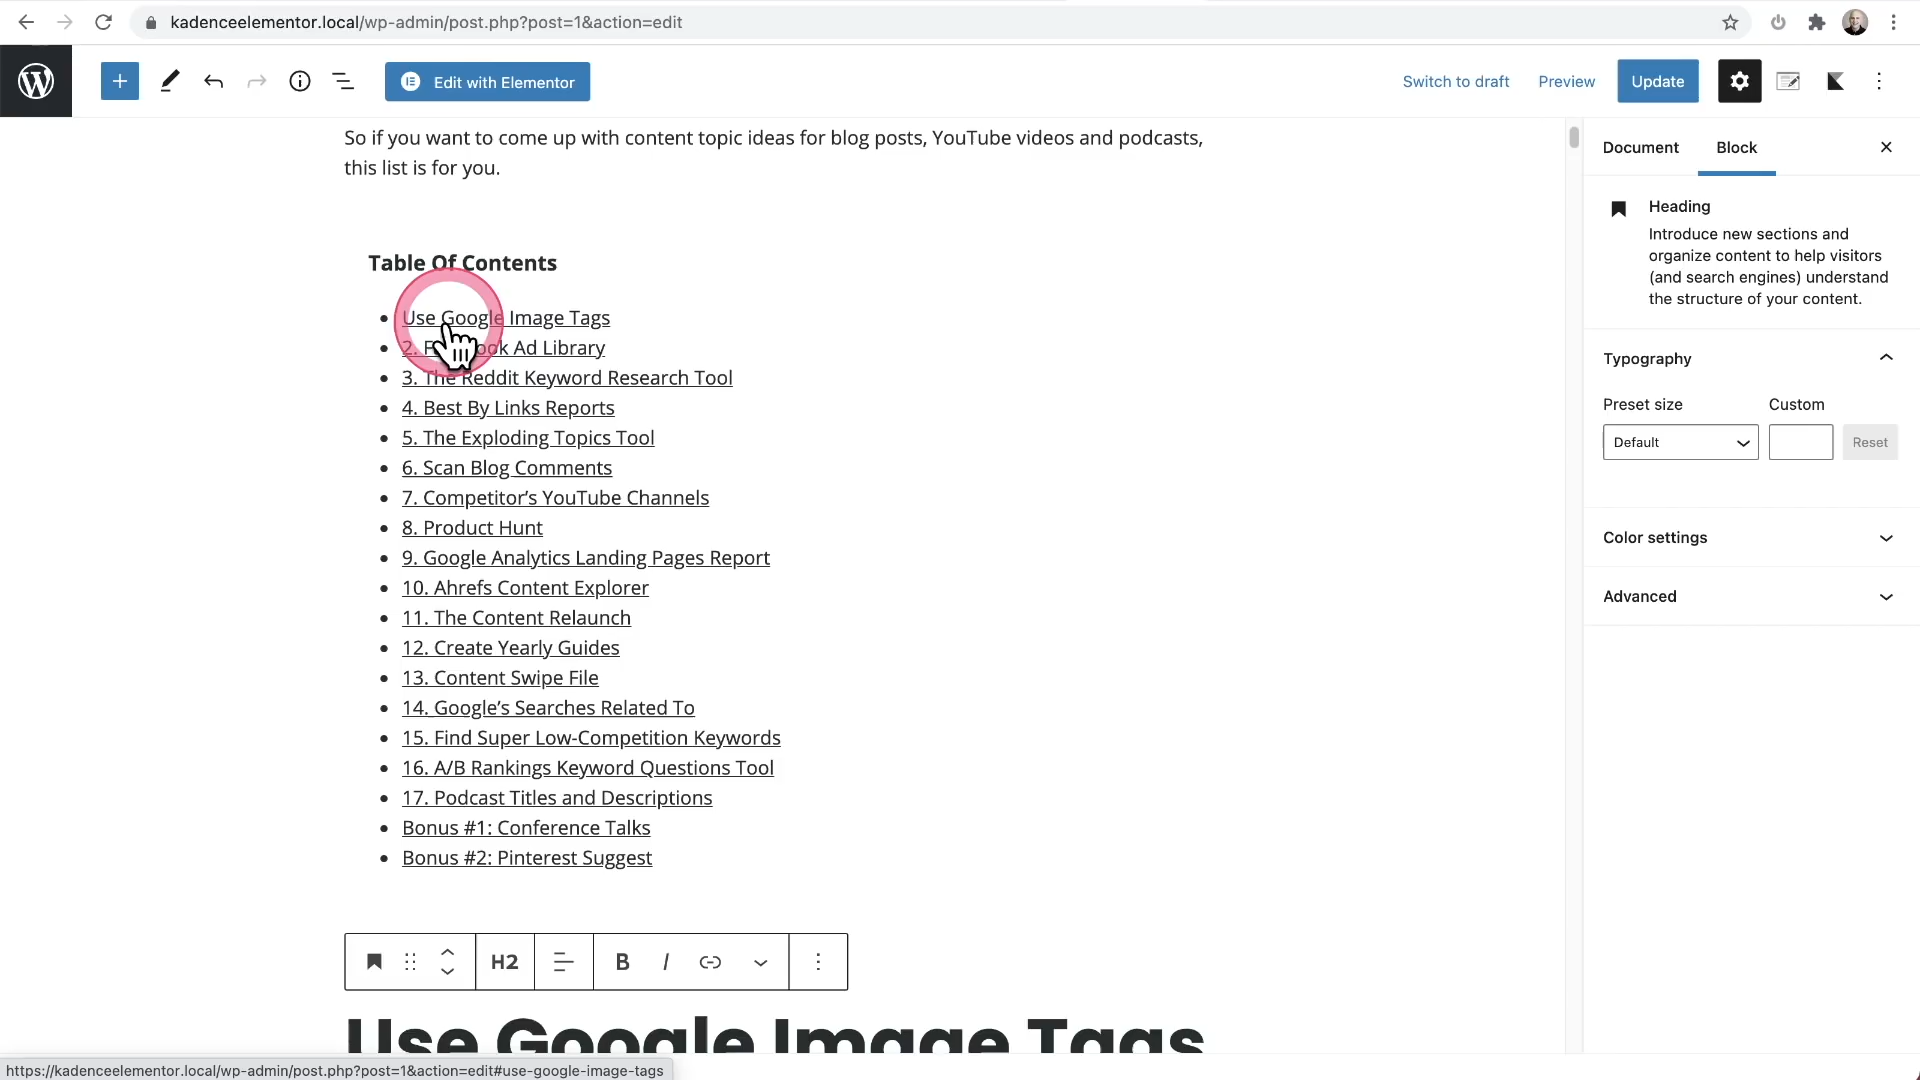 kadenceelementor.local/wp-admin/post.php?post=1&action=edit
Edit with Elementor
Switch to draft
Preview
Update
So if you want to come up with content topic ideas for blog posts, YouTube videos and podcasts,
this list is for you.
Table Of Contents
Use Google Image Tags
2. F ook Ad Library
3. The Reddit Keyword Research Tool
4. Best By Links Reports
5. The Exploding Topics Tool
6. Scan Blog Comments
7. Competitor’s YouTube Channels
8. Product Hunt
9. Google Analytics Landing Pages Report
10. Ahrefs Content Explorer
11. The Content Relaunch
12. Create Yearly Guides
13. Content Swipe File
14. Google’s Searches Related To
15. Find Super Low-Competition Keywords
16. A/B Rankings Keyword Questions Tool
17. Podcast Titles and Descriptions
Bonus #1: Conference Talks
Bonus #2: Pinterest Suggest
H2
B
I
Use Google Image Tags
https://kadenceelementor.local/wp-admin/post.php?post=1&action=edit#use-google-image-tags
Document
Block
Heading
Introduce new sections and
organize content to help visitors
(and search engines) understand
the structure of your content.
Typography
Preset size
Custom
Default
Reset
Color settings
Advanced